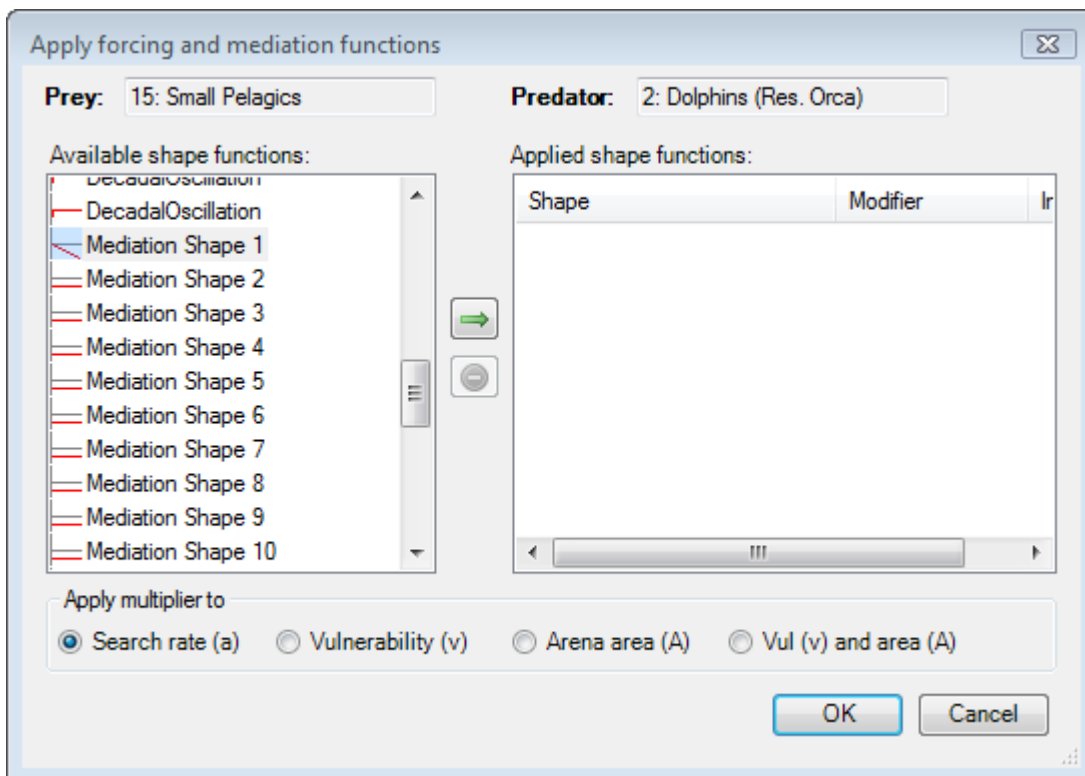 Apply forcing and mediation functions
Prey: 15: Small Pelagics Predator: 2: Dolphins (Res. Orca)
Available shape functions: Applied shape functions:
Shape Modifier
DecadalOscillation
DecadalOscillation
Mediation Shape 1
Mediation Shape 2
Mediation Shape 3
Mediation Shape 4
Mediation Shape 5
Mediation Shape 6
Mediation Shape 7
Mediation Shape 8
Mediation Shape 9
Mediation Shape 10
Apply multiplier to
Search rate (a) Vulnerability (v) Arena area (A) Vul (v) and area (A)
OK Cancel